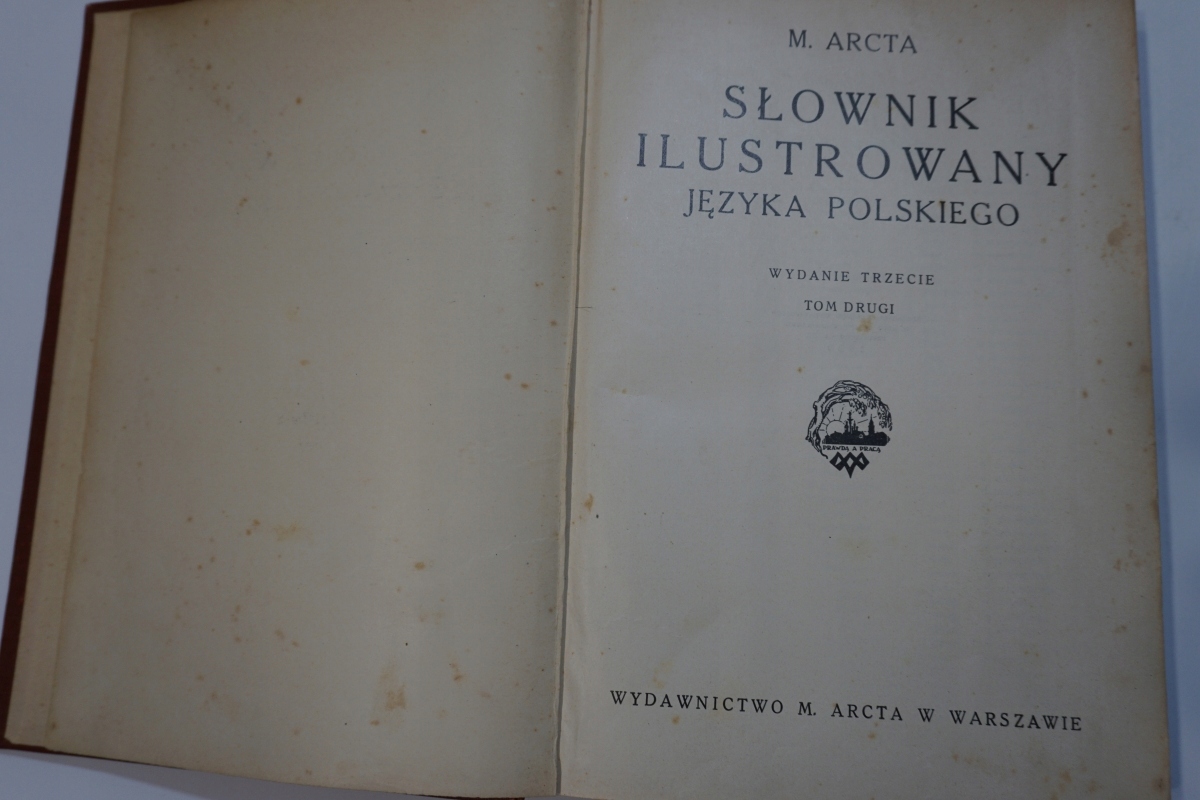 M. ARCTA
SŁOWNIK
ILUSTROWANY
JĘZYKA POLSKIEGO
WYDANIE TRZECIE
TOM DRUGI
PRAWDĄ A PRACĄ
WYDAWNICTWO M. ARCTA W WARSZAWIE